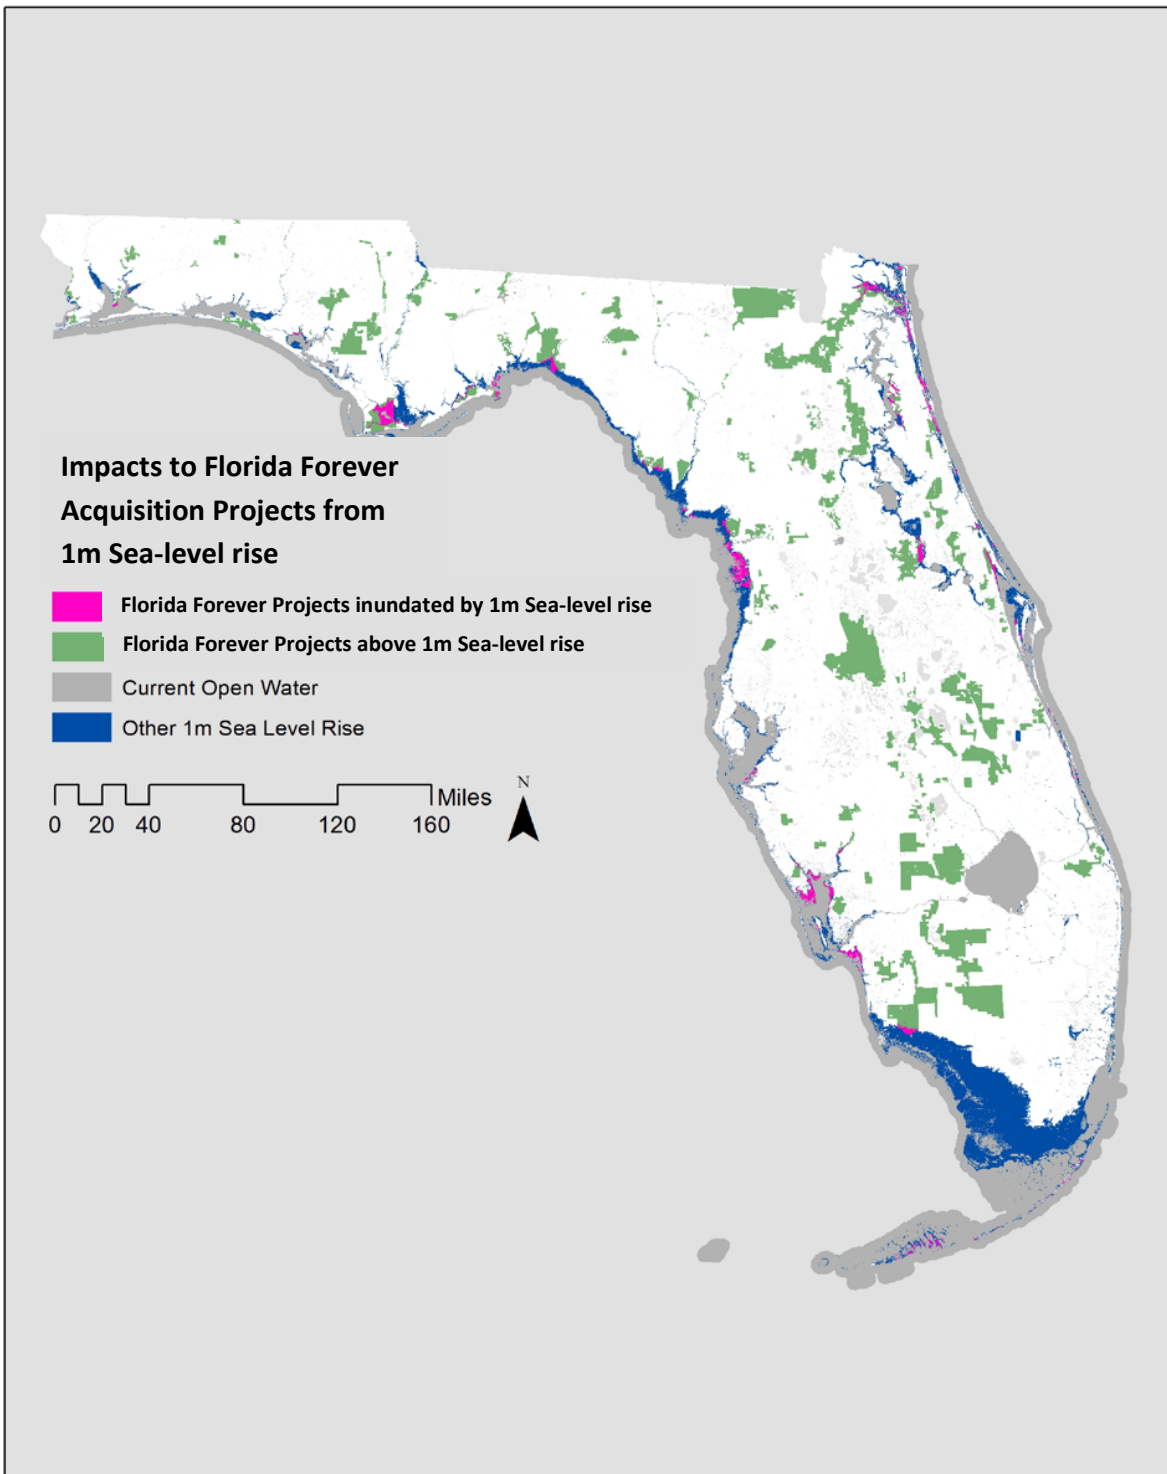 Impacts to Florida Forever
Acquisition Projects from
1m Sea-level rise
Florida Forever Projects inundated by 1m Sea-level rise
Florida Forever Projects above 1m Sea-level rise
Current Open Water
Other 1m Sea Level Rise
Miles
N
0 20 40 80 120 160